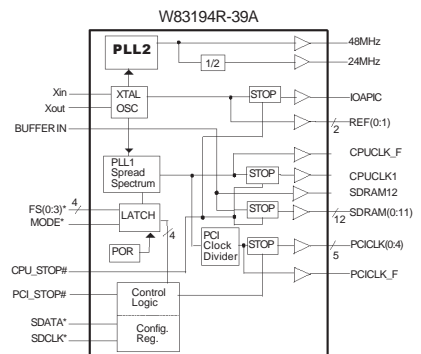 W83194R-39A
PLL2
48MHz
24MHz
1/2
Xin
Xout
XTAL
OSC
STOP
IOAPIC
REF(0:1)
2
BUFFER IN
CPUCLK_F
PLL1
Spread
Spectrum
STOP
CPUCLK1
SDRAM12
FS(0:3)*
4
MODE*
LATCH
4
STOP
SDRAM(0:11)
12
POR
PCI
Clock
Divider
STOP
PCICLK(0:4)
5
CPU_STOP#
PCICLK_F
PCI_STOP#
Control
Logic
SDATA*
SDCLK*
Config.
Reg.